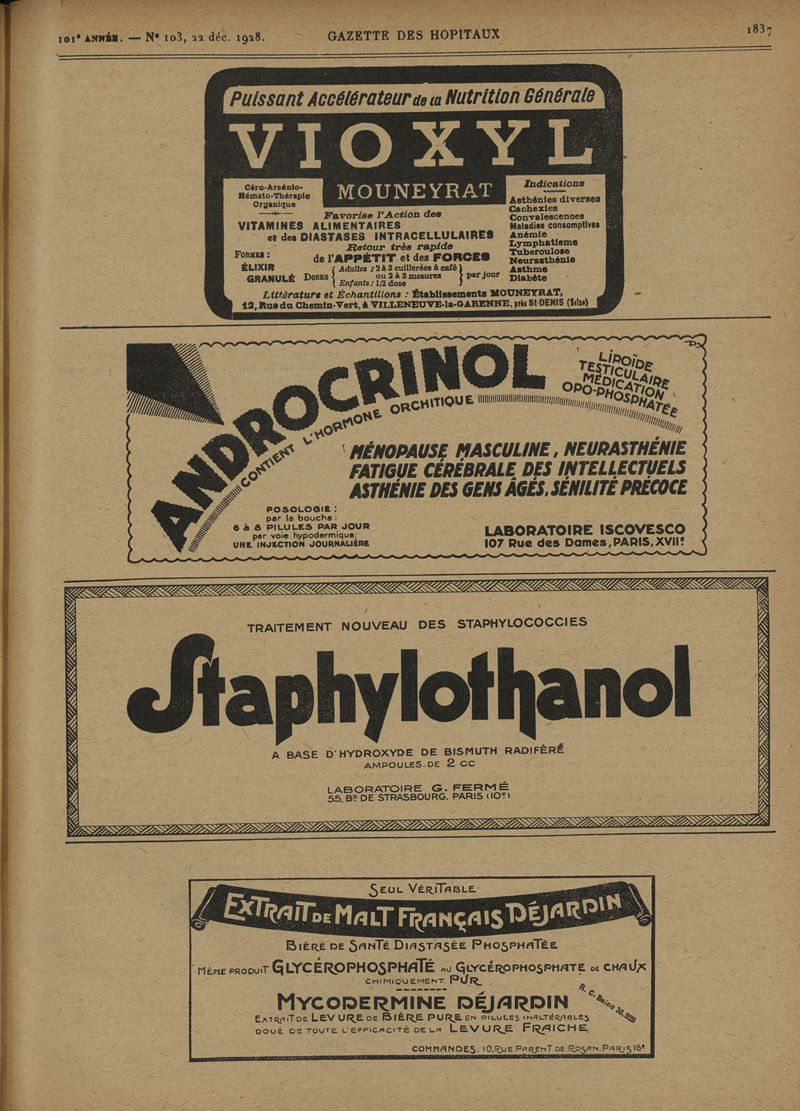 101e ANNÉE. — N° 103, 22 déc. 1928.
GAZETTE DES HOPITAUX
1837
Puissant Accélérateur de la Nutrition Générale
VIOXYL
MOUNEYRAT
Céro-Arsénio-
Hémato-Thérapie
Organique
Favorise l'Action des
VITAMINES ALIMENTAIRES
et des DIASTASES INTRACELLULAIRES
Retour très rapide
de l'APPÉTIT et des FORCES
FORMES :
ÉLIXIR
GRANULÉ
DOSES
Adultes : 2 à 3 cuillerées à café
ou 2 à 3 mesures
Enfants : 1/2 dose
par jour
Indications
Asthénies diverses
Cachexies
Convalescences
Maladies consomptives
Anémie
Lymphatisme
Tuberculose
Neurasthénie
Asthme
Diabète
Littérature et Échantillons : Établissements MOUNEYRAT,
12, Rue du Chemin-Vert, à VILLENEUVE-la-GARENNE, près St-DENIS (Seine)
ANDROCRINOL
CONTIENT L'HORMONE ORCHITIQUE
LIPOÏDE
TESTICULAIRE
MÉDICATION
OPO-PHOSPHATÉE
MÉNOPAUSE MASCULINE, NEURASTHÉNIE
FATIGUE CÉRÉBRALE DES INTELLECTUELS
ASTHÉNIE DES GENS ÂGÉS, SÉNILITÉ PRÉCOCE
POSOLOGIE :
par la bouche :
6 à 8 PILULES PAR JOUR
par voie hypodermique :
UNE INJECTION JOURNALIÈRE
LABORATOIRE ISCOVESCO
107 Rue des Dames, PARIS, XVIIe
TRAITEMENT NOUVEAU DES STAPHYLOCOCCIES
Staphylothanol
A BASE D'HYDROXYDE DE BISMUTH RADIFÈRÉ
AMPOULES DE 2 CC
LABORATOIRE G. FERMÉ
55, Bd DE STRASBOURG, PARIS (10e)
SEUL VÉRITABLE
EXTRAIT DE MALT FRANÇAIS DÉJARDIN
BIÈRE DE SANTÉ DIASTASÉE PHOSPHATÉE
MÊME PRODUIT GLYCÉROPHOSPHATÉ AU GLYCÉROPHOSPHATE DE CHAUX
CHIMIQUEMENT PUR
MYCODERMINE DÉJARDIN
R. C. Seine 36.928
EXTRAIT DE LEVURE DE BIÈRE PURE EN PILULES INALTÉRABLES
DOUÉ DE TOUTE L'EFFICACITÉ DE LA LEVURE FRAICHE
COMMANDES, 10, RUE PARENT DE ROSAN, PARIS 16e